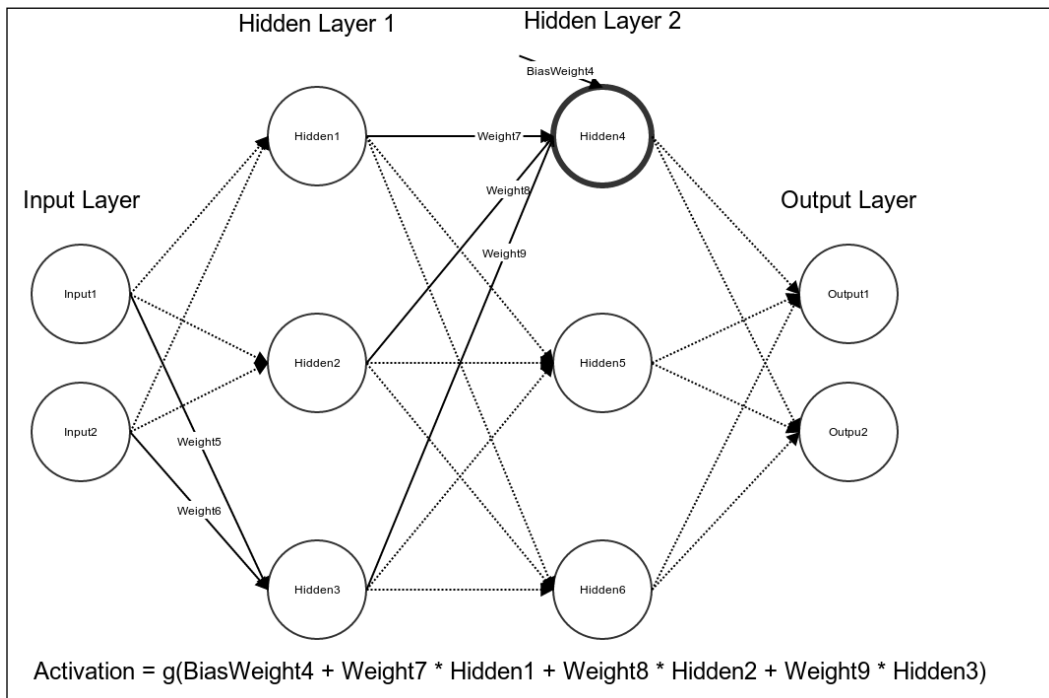 Hidden Layer 1
Hidden Layer 2
BiasWeight4
Hidden1
Weight7
Hidden4
Weight8
Input Layer
Output Layer
Weight9
Input1
Output1
Hidden2
Hidden5
Input2
Outpu2
Weight5
Weight6
Hidden3
Hidden6
Activation = g(BiasWeight4 + Weight7 * Hidden1 + Weight8 * Hidden2 + Weight9 * Hidden3)